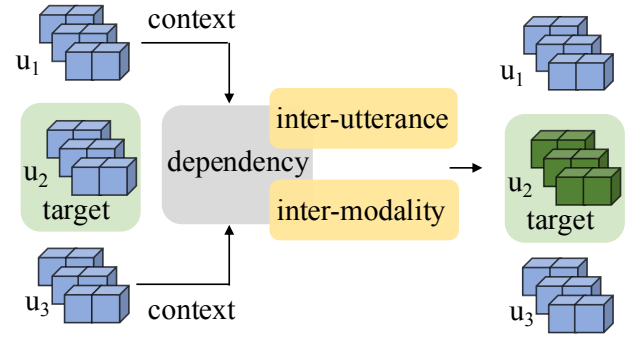 context
u₁
u₂
target
u₃
context
dependency
inter-utterance
inter-modality
u₁
u₂
target
u₃